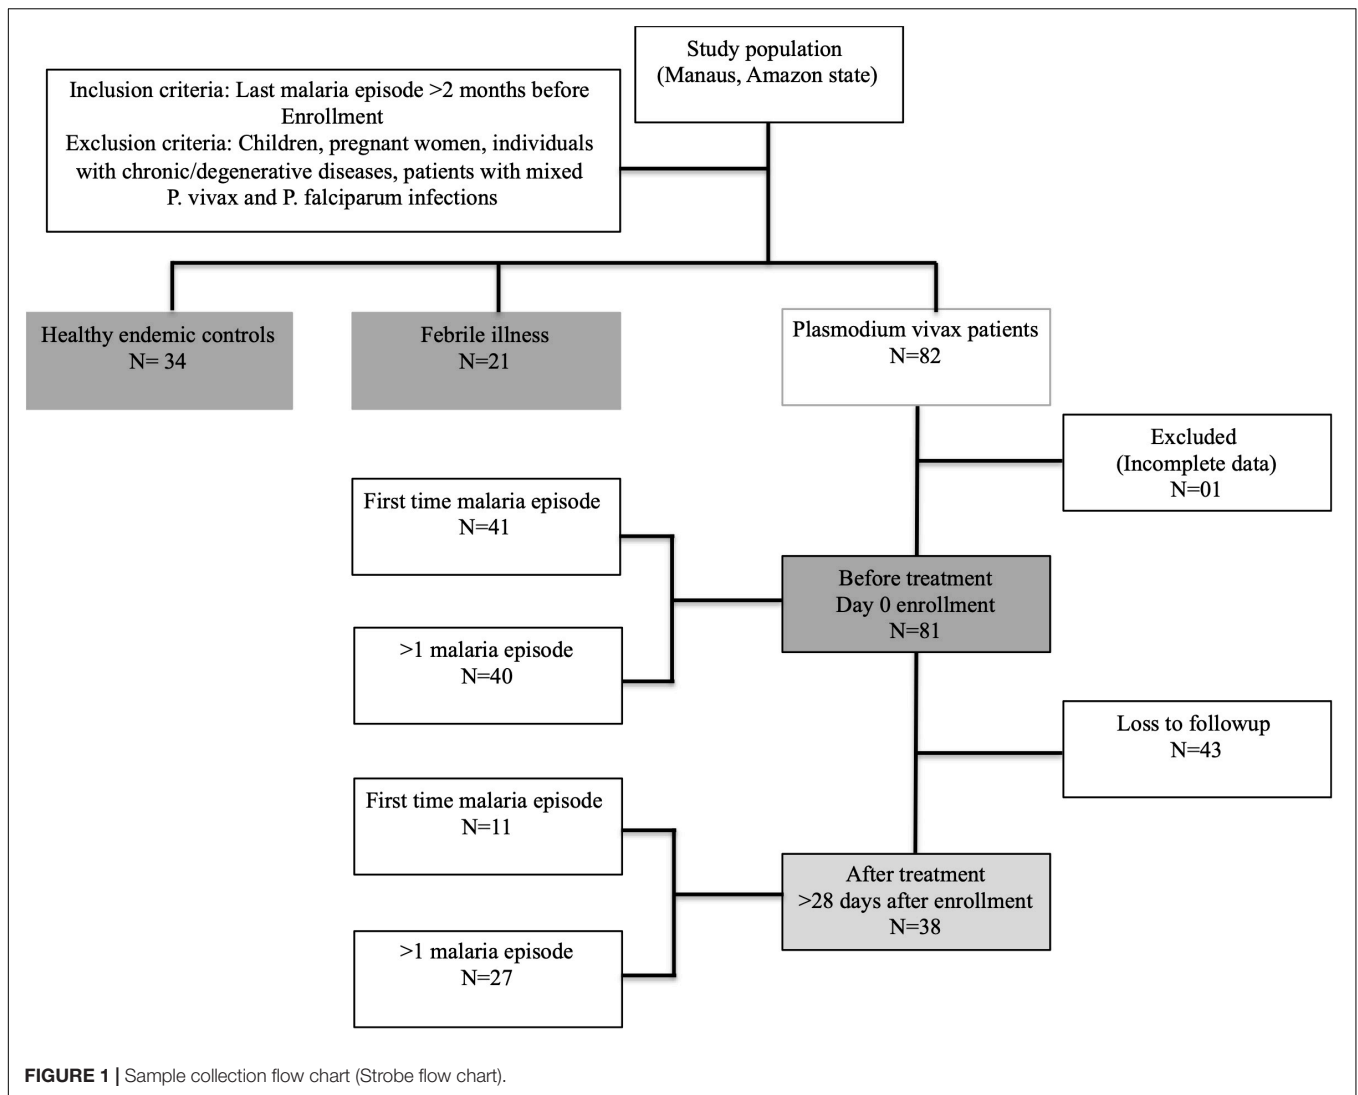 Study population
(Manaus, Amazon state)
Inclusion criteria: Last malaria episode >2 months before
Enrollment
Exclusion criteria: Children, pregnant women, individuals
with chronic/degenerative diseases, patients with mixed
P. vivax and P. falciparum infections
Healthy endemic controls
N= 34
Febrile illness
N=21
Plasmodium vivax patients
N=82
Excluded
(Incomplete data)
N=01
First time malaria episode
N=41
Before treatment
Day 0 enrollment
N=81
>1 malaria episode
N=40
Loss to followup
N=43
First time malaria episode
N=11
After treatment
>28 days after enrollment
N=38
>1 malaria episode
N=27
FIGURE 1 | Sample collection flow chart (Strobe flow chart).